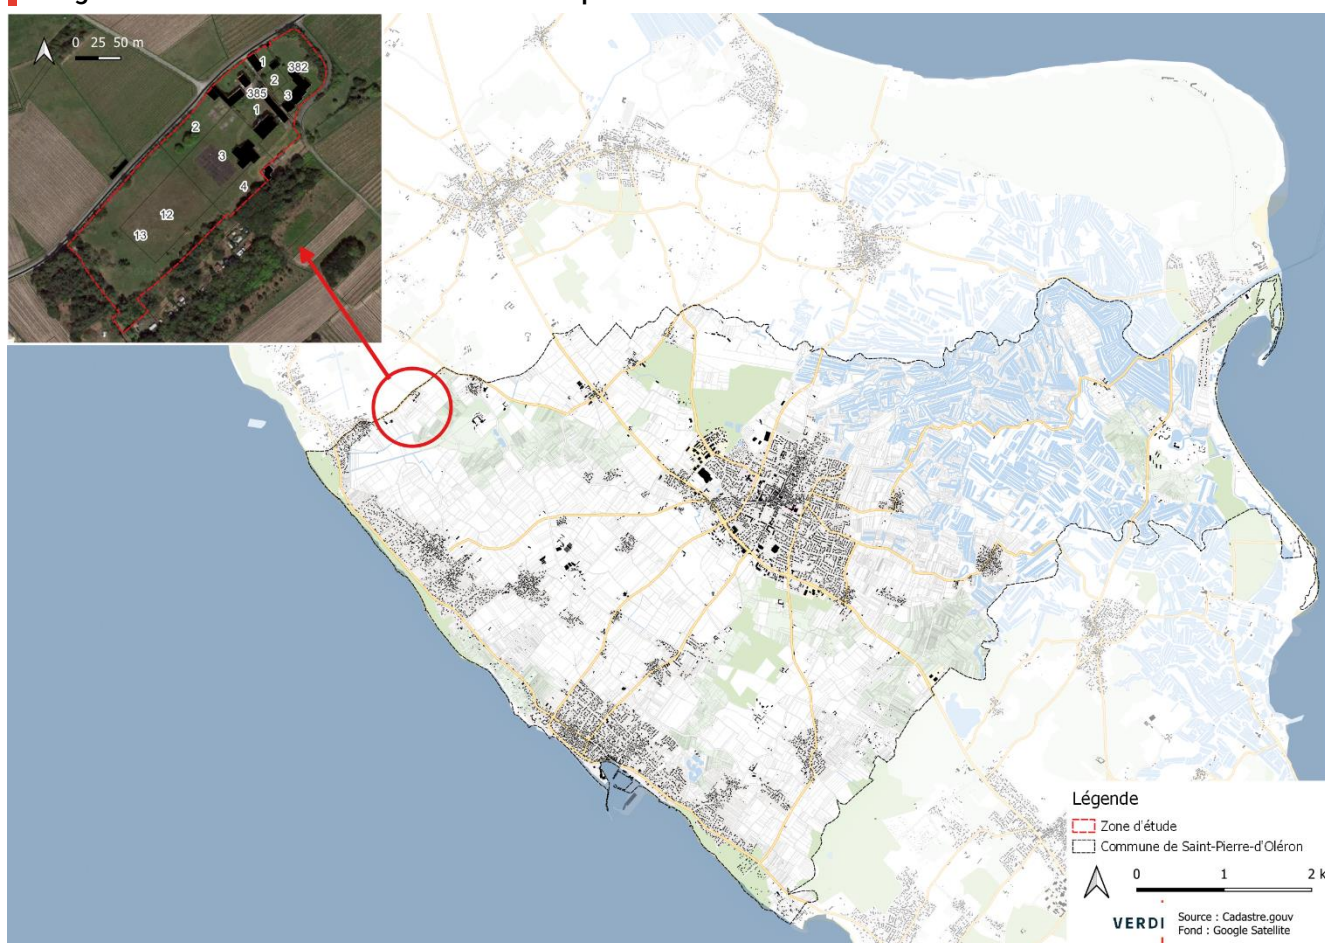 0 25 50 m
1
382
2
385
3
1
2
3
4
12
13
Légende
Zone d'étude
Commune de Saint-Pierre-d'Oléron
0 1 2 k
VERDI
Source : Cadastre.gouv
Fond : Google Satellite